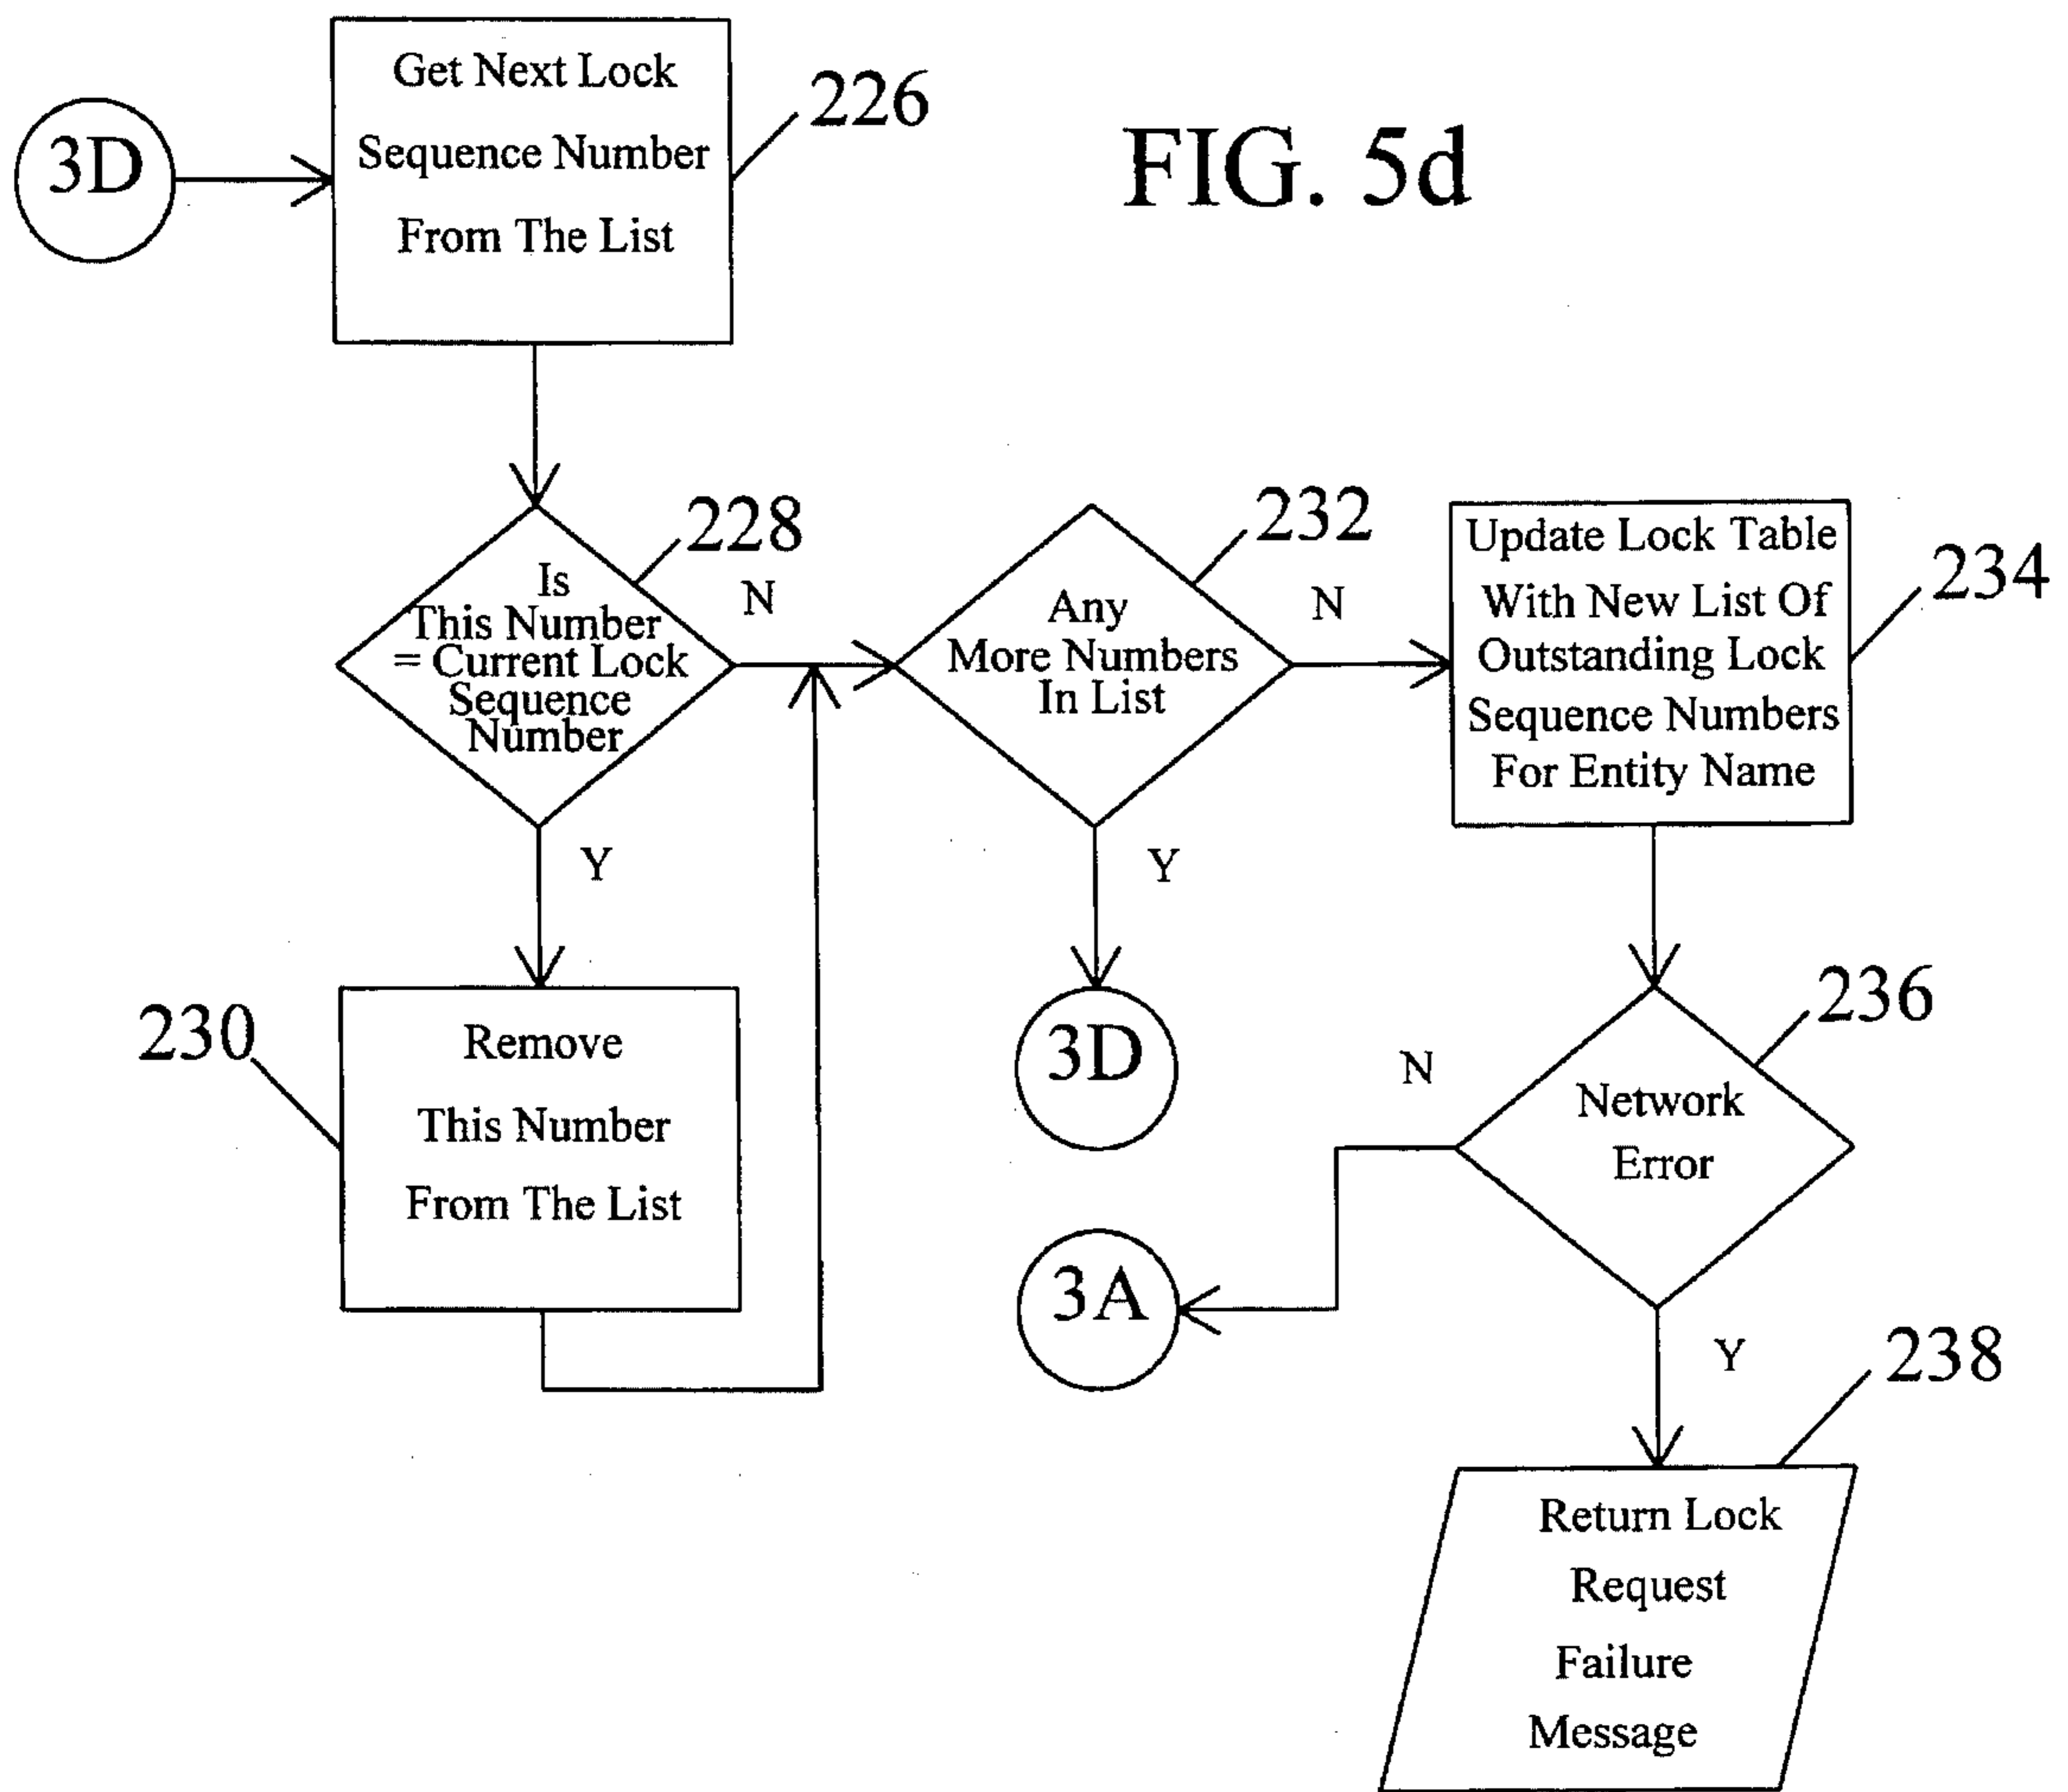 FIG. 5d
3D
Get Next Lock
Sequence Number
From The List
226
Is
This Number
= Current Lock
Sequence
Number
228
N
Y
Remove
This Number
From The List
230
Any
More Numbers
In List
232
N
Y
3D
Update Lock Table
With New List Of
Outstanding Lock
Sequence Numbers
For Entity Name
234
Network
Error
236
N
3A
Y
Return Lock
Request
Failure
Message
238